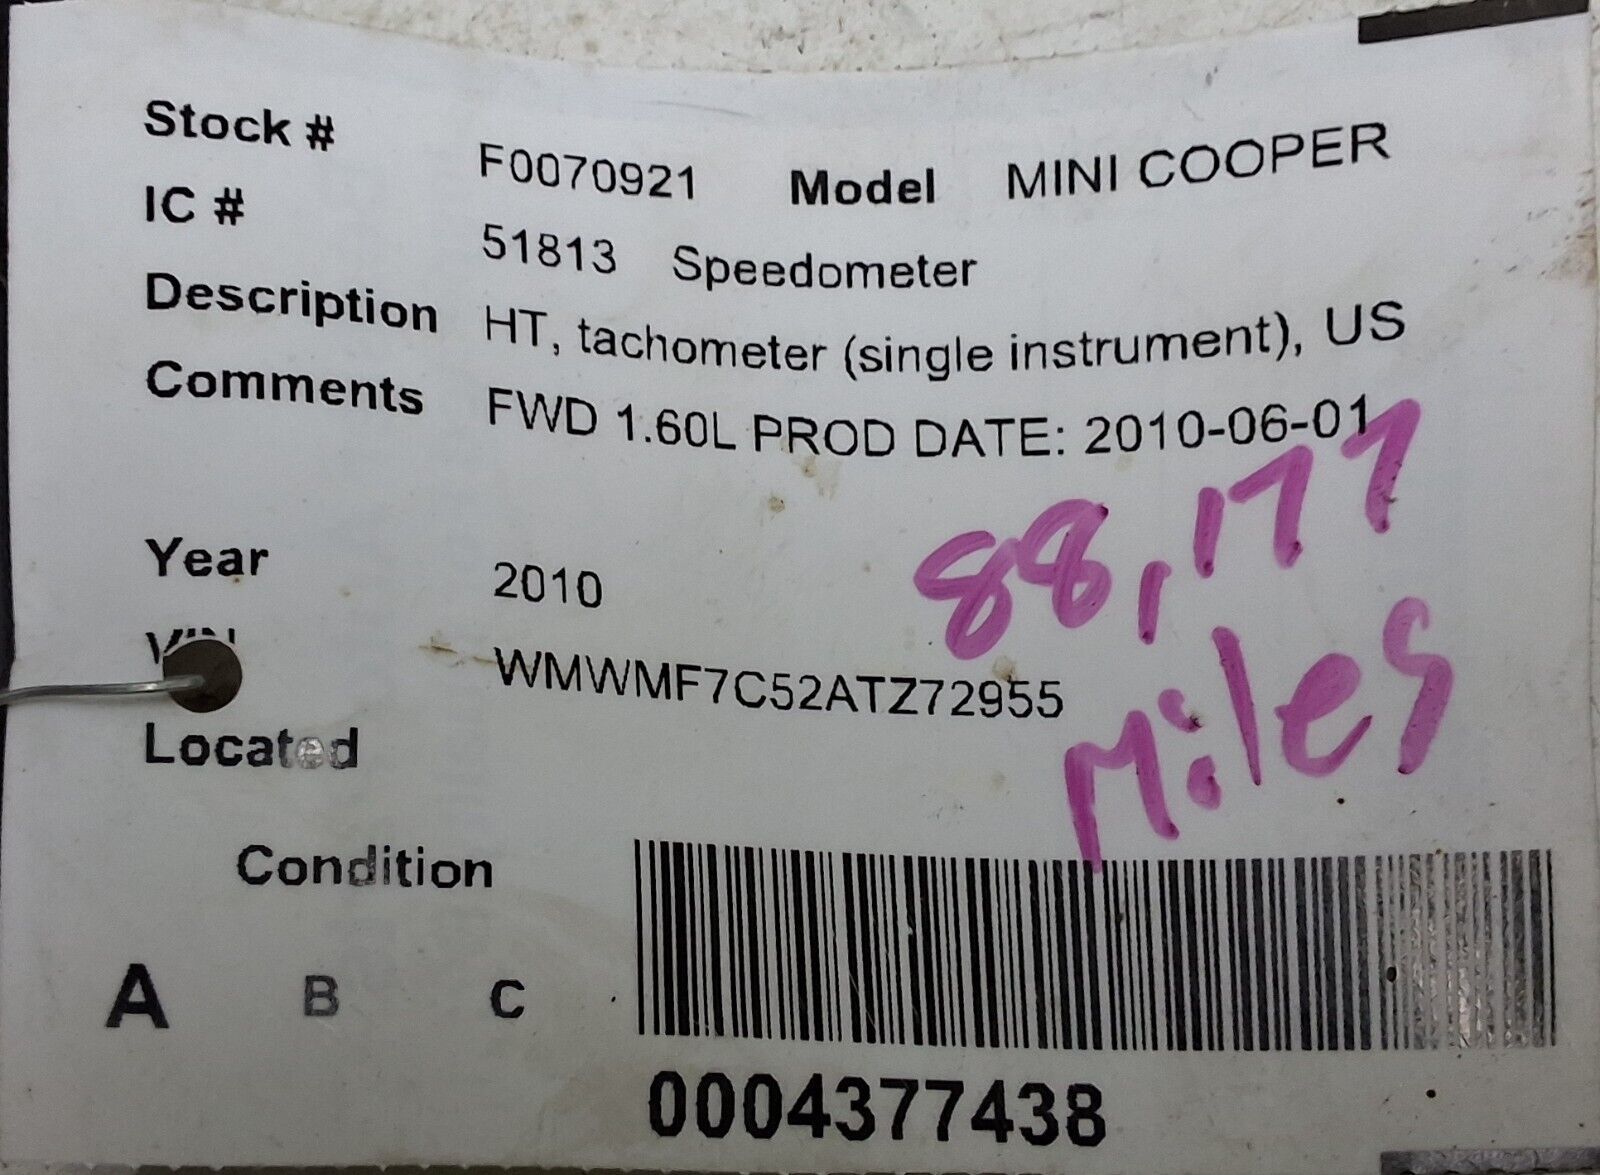 Stock # F0070921 Model MINI COOPER
IC # 51813 Speedometer
Description HT, tachometer (single instrument), US
Comments FWD 1.60L PROD DATE: 2010-06-01
88,177
Miles
Year 2010
VIN WMWMF7C52ATZ72955
Located
Condition
A B C
0004377438